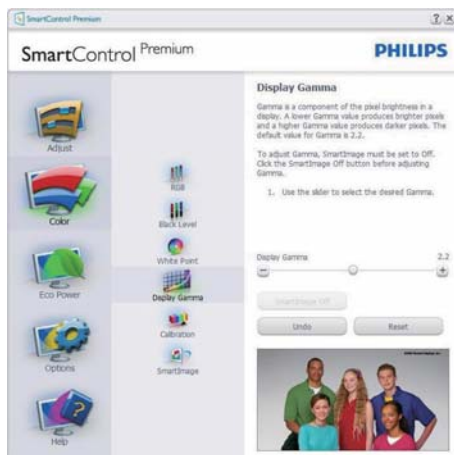 SmartControl Premium
SmartControl Premium
PHILIPS
Adjust
Color
Eco Power
Options
Help
RGB
Black Level
White Point
Display Gamma
Calibration
SmartImage
Display Gamma
Gamma is a component of the pixel brightness in a
display. A lower Gamma value produces brighter pixels
and a higher Gamma value produces darker pixels. The
default value for Gamma is 2.2.
To adjust Gamma, SmartImage must be set to Off.
Click the SmartImage Off button before adjusting
Gamma.
1. Use the slider to select the desired Gamma.
Display Gamma 2.2
SmartImage Off
Undo Reset